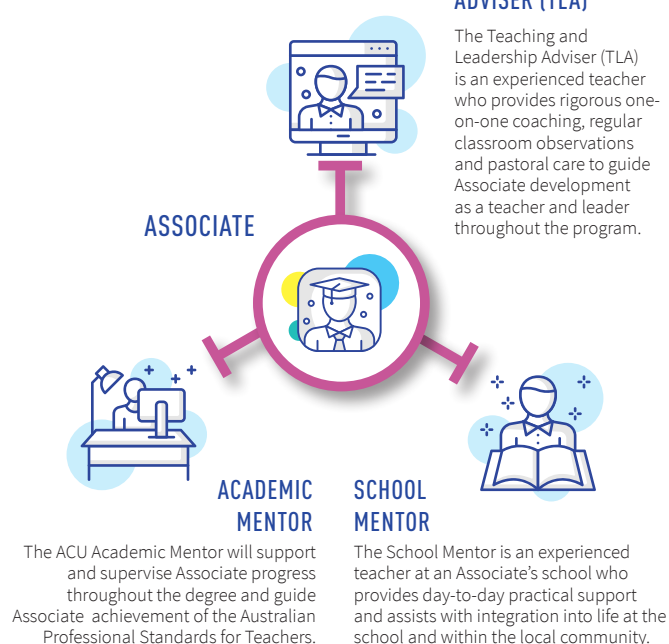 ADVISER (TLA)
The Teaching and
Leadership Adviser (TLA)
is an experienced teacher
who provides rigorous one-
on-one coaching, regular
classroom observations
and pastoral care to guide
Associate development
as a teacher and leader
throughout the program.
ASSOCIATE
ACADEMIC
MENTOR
The ACU Academic Mentor will support
and supervise Associate progress
throughout the degree and guide
Associate achievement of the Australian
Professional Standards for Teachers.
SCHOOL
MENTOR
The School Mentor is an experienced
teacher at an Associate’s school who
provides day-to-day practical support
and assists with integration into life at the
school and within the local community.